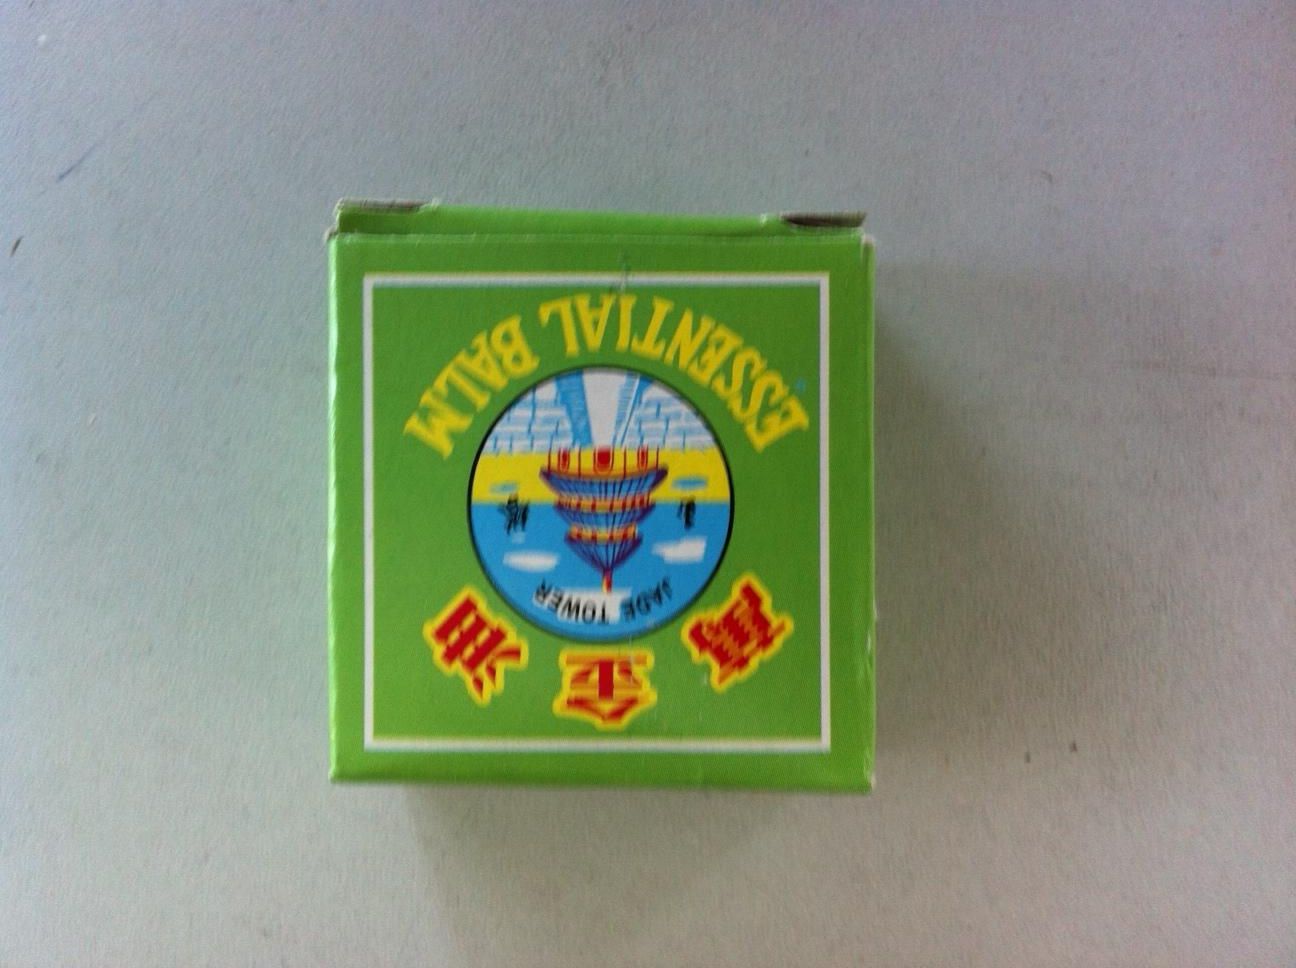 萬金油
JADE TOWER
ESSENTIAL BALM